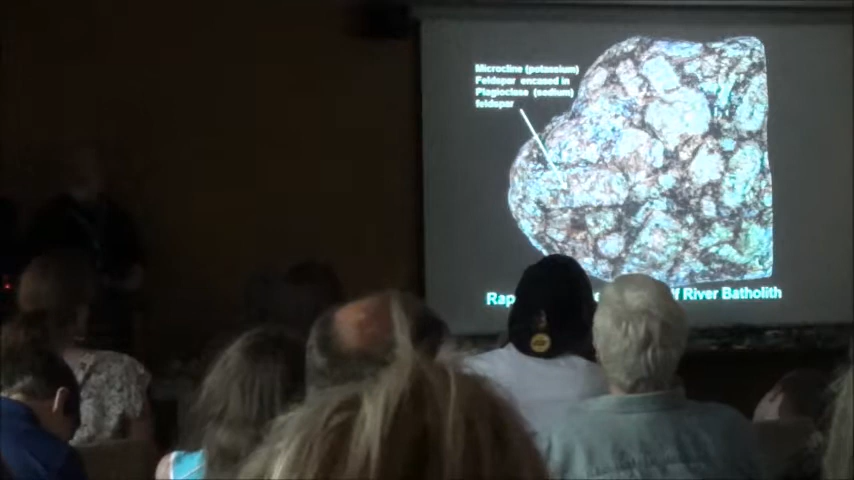 Microcline (potassium)
Feldspar encased in
Plagioclase (sodium)
feldspar
Rap
f River Batholith